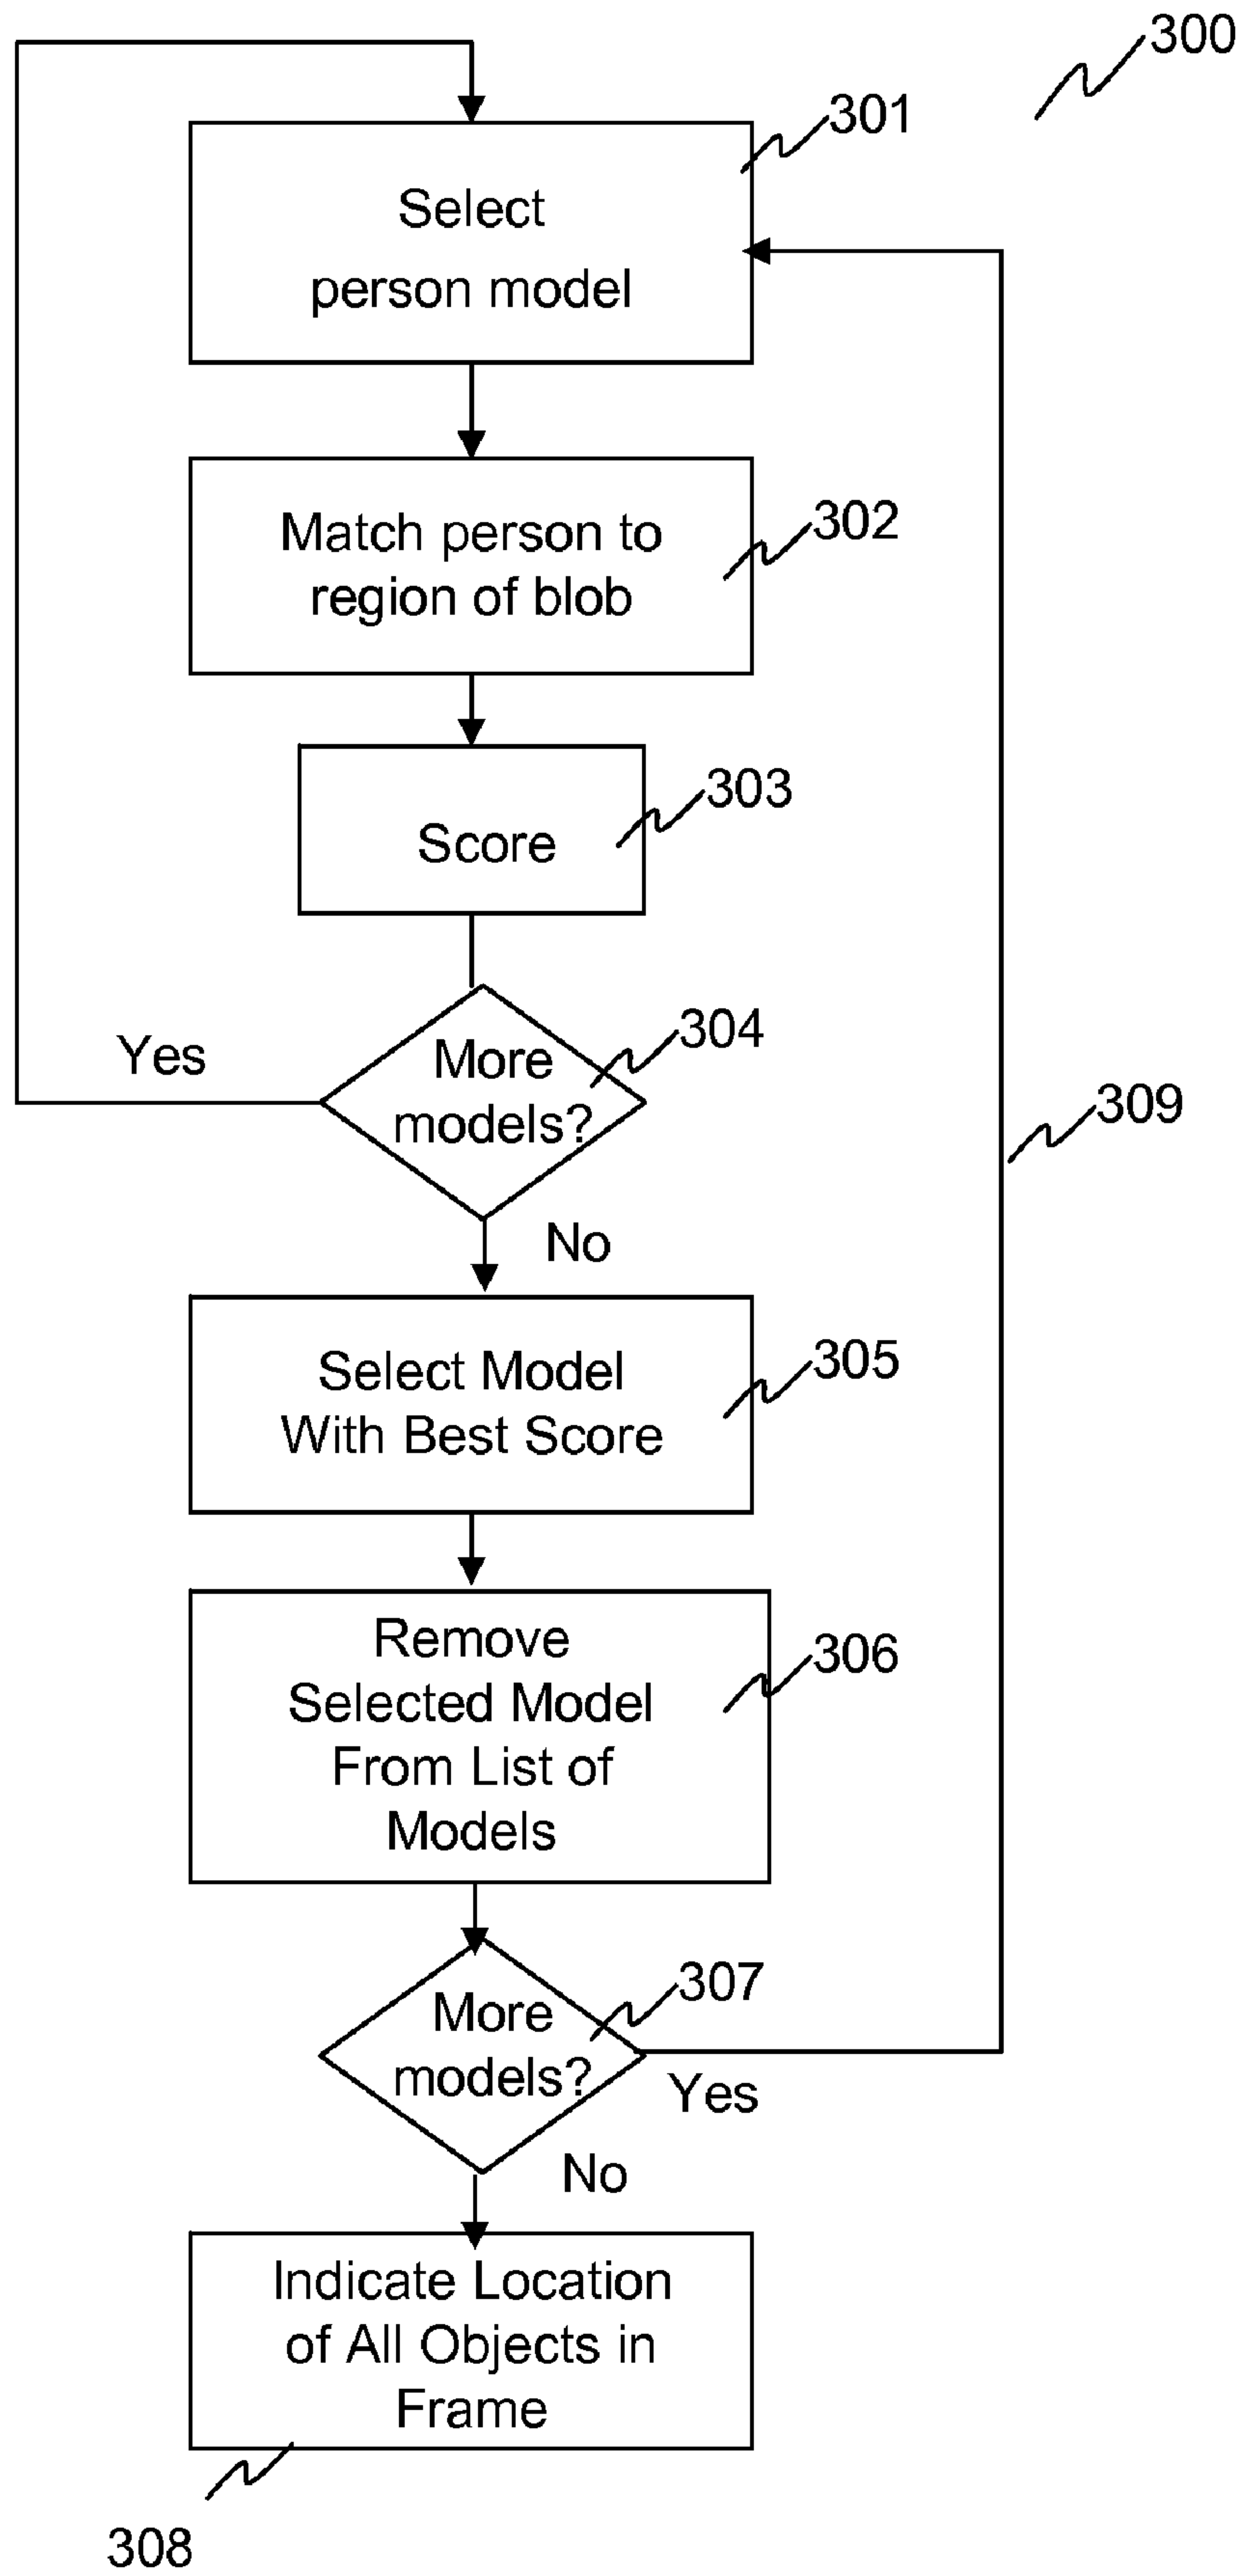 300
301
Select
person model
302
Match person to
region of blob
303
Score
304
More
models?
Yes
309
No
305
Select Model
With Best Score
306
Remove
Selected Model
From List of
Models
307
More
models?
Yes
No
Indicate Location
of All Objects in
Frame
308